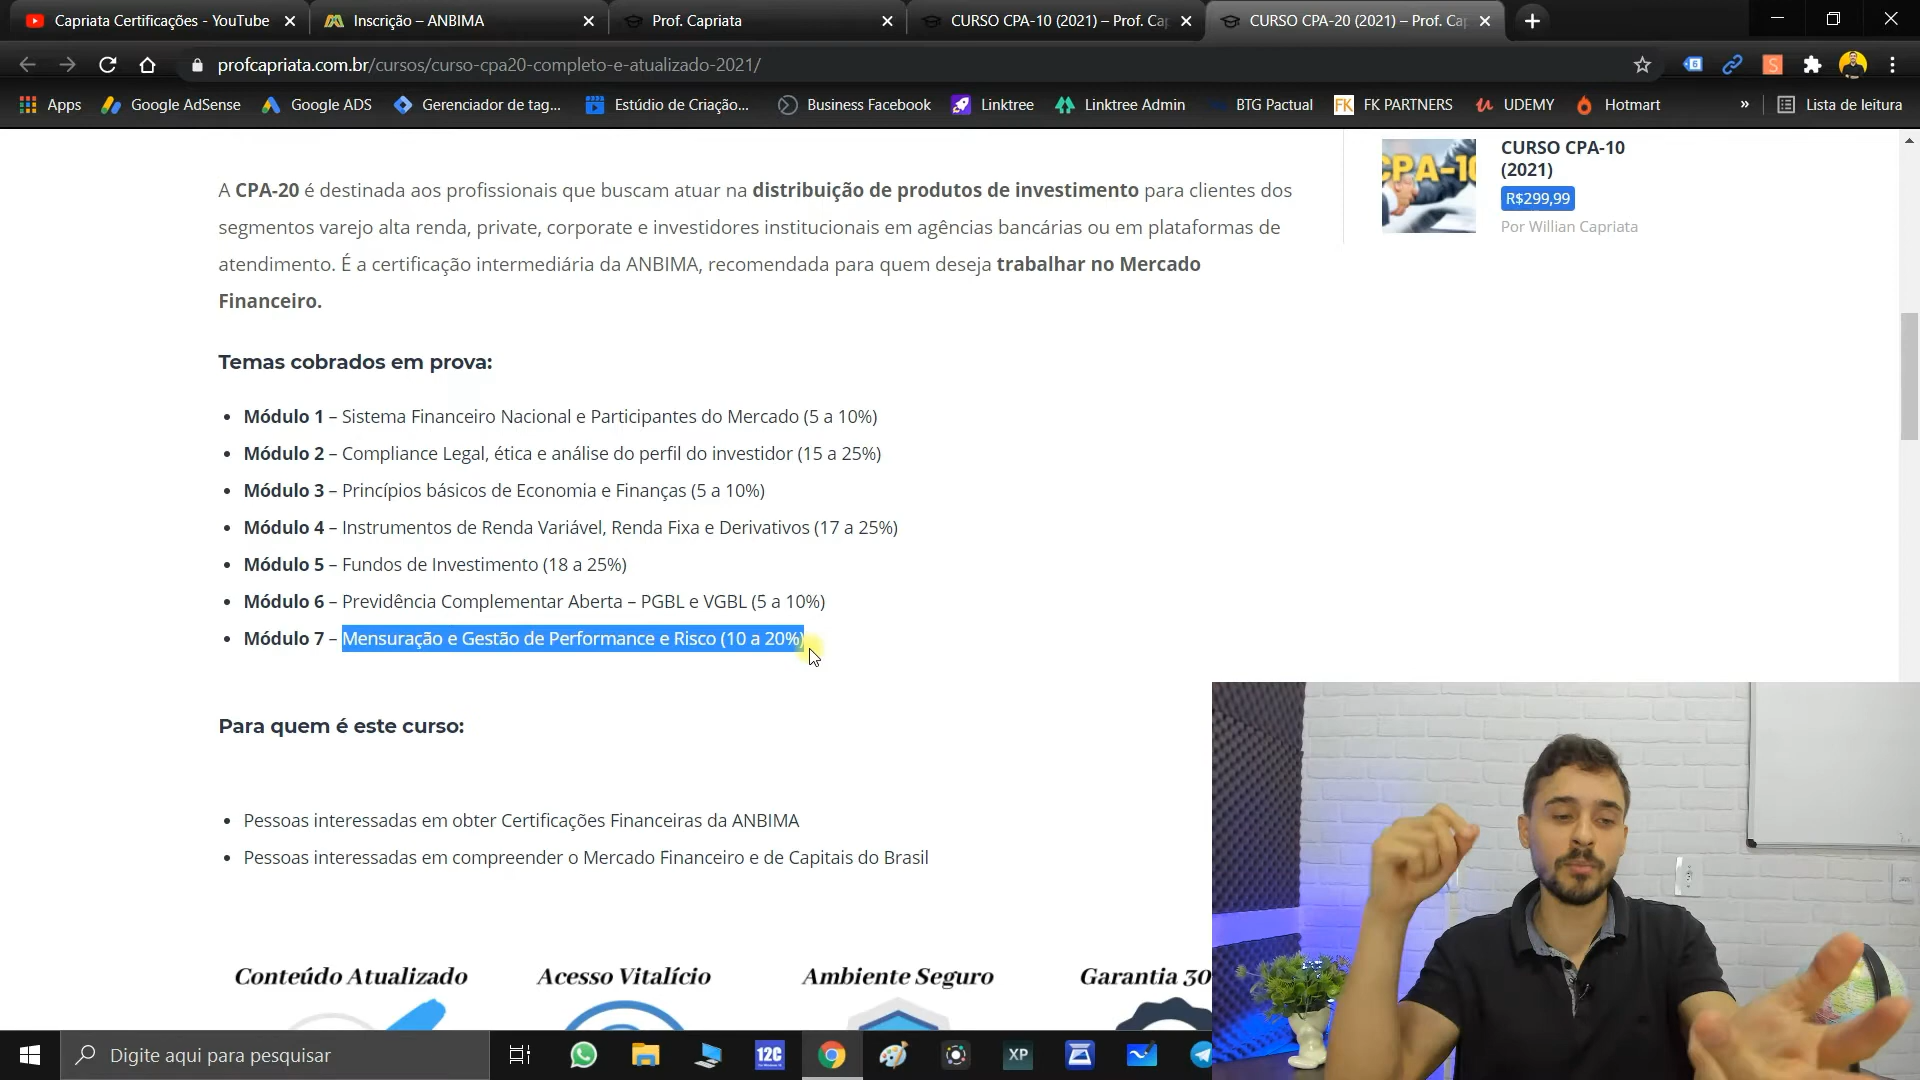 Capriata Certificações - YouTube
Inscrição – ANBIMA
Prof. Capriata
CURSO CPA-10 (2021) – Prof. Ca
CURSO CPA-20 (2021) – Prof. Ca
profcapriata.com.br/cursos/curso-cpa20-completo-e-atualizado-2021/
Apps
Google AdSense
Google ADS
Gerenciador de tag...
Estúdio de Criação...
Business Facebook
Linktree
Linktree Admin
BTG Pactual
FK
FK PARTNERS
UDEMY
Hotmart
»
Lista de leitura
A CPA-20 é destinada aos profissionais que buscam atuar na distribuição de produtos de investimento para clientes dos
segmentos varejo alta renda, private, corporate e investidores institucionais em agências bancárias ou em plataformas de
atendimento. É a certificação intermediária da ANBIMA, recomendada para quem deseja trabalhar no Mercado
Financeiro.
CPA-10
CURSO CPA-10
(2021)
R$299,99
Por Willian Capriata
Temas cobrados em prova:
• Módulo 1 – Sistema Financeiro Nacional e Participantes do Mercado (5 a 10%)
• Módulo 2 – Compliance Legal, ética e análise do perfil do investidor (15 a 25%)
• Módulo 3 – Princípios básicos de Economia e Finanças (5 a 10%)
• Módulo 4 – Instrumentos de Renda Variável, Renda Fixa e Derivativos (17 a 25%)
• Módulo 5 – Fundos de Investimento (18 a 25%)
• Módulo 6 – Previdência Complementar Aberta – PGBL e VGBL (5 a 10%)
• Módulo 7 – Mensuração e Gestão de Performance e Risco (10 a 20%)
Para quem é este curso:
• Pessoas interessadas em obter Certificações Financeiras da ANBIMA
• Pessoas interessadas em compreender o Mercado Financeiro e de Capitais do Brasil
Conteúdo Atualizado
Acesso Vitalício
Ambiente Seguro
Garantia 30
Digite aqui para pesquisar
12C
XP